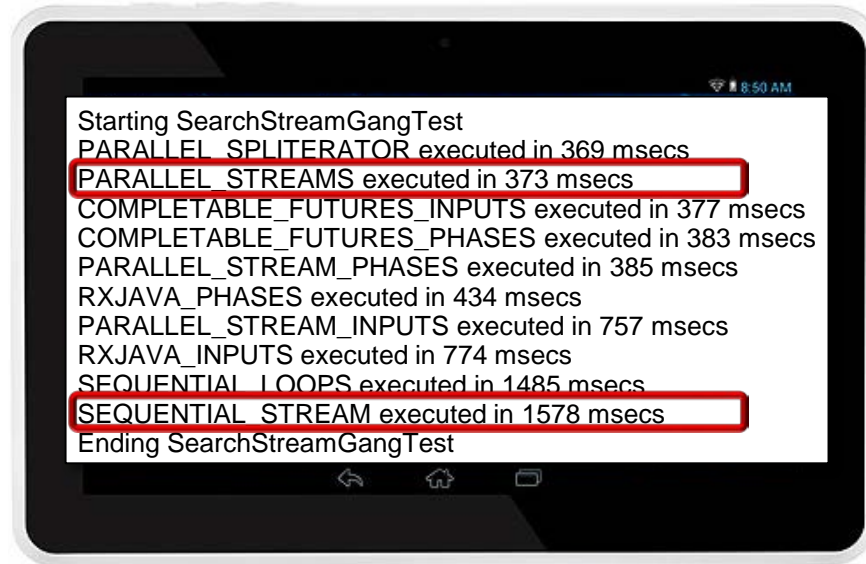 8:50 AM
Starting SearchStreamGangTest
PARALLEL_SPLITERATOR executed in 369 msecs
PARALLEL_STREAMS executed in 373 msecs
COMPLETABLE_FUTURES_INPUTS executed in 377 msecs
COMPLETABLE_FUTURES_PHASES executed in 383 msecs
PARALLEL_STREAM_PHASES executed in 385 msecs
RXJAVA_PHASES executed in 434 msecs
PARALLEL_STREAM_INPUTS executed in 757 msecs
RXJAVA_INPUTS executed in 774 msecs
SEQUENTIAL_LOOPS executed in 1485 msecs
SEQUENTIAL_STREAM executed in 1578 msecs
Ending SearchStreamGangTest